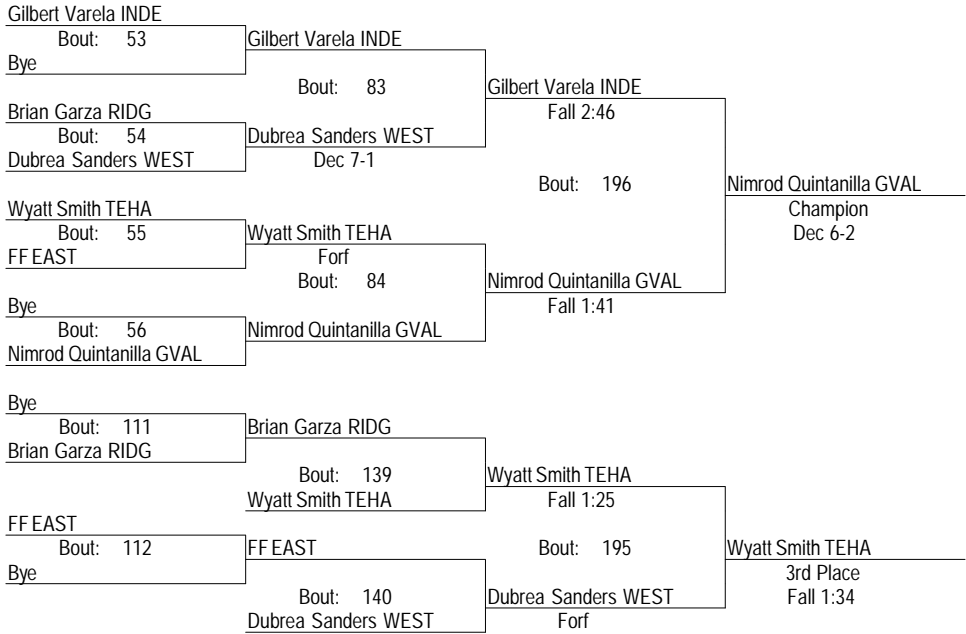 Gilbert Varela INDE
Bout: 53
Gilbert Varela INDE
Bye
Bout: 83
Gilbert Varela INDE
Brian Garza RIDG
Fall 2:46
Bout: 54
Dubrea Sanders WEST
Dubrea Sanders WEST
Dec 7-1
Bout: 196
Nimrod Quintanilla GVAL
Wyatt Smith TEHA
Champion
Bout: 55
Wyatt Smith TEHA
Dec 6-2
FF EAST
Forf
Bout: 84
Nimrod Quintanilla GVAL
Bye
Fall 1:41
Bout: 56
Nimrod Quintanilla GVAL
Nimrod Quintanilla GVAL
Bye
Bout: 111
Brian Garza RIDG
Brian Garza RIDG
Bout: 139
Wyatt Smith TEHA
Wyatt Smith TEHA
Fall 1:25
FF EAST
Bout: 112
FF EAST
Bout: 195
Wyatt Smith TEHA
Bye
3rd Place
Bout: 140
Dubrea Sanders WEST
Fall 1:34
Dubrea Sanders WEST
Forf